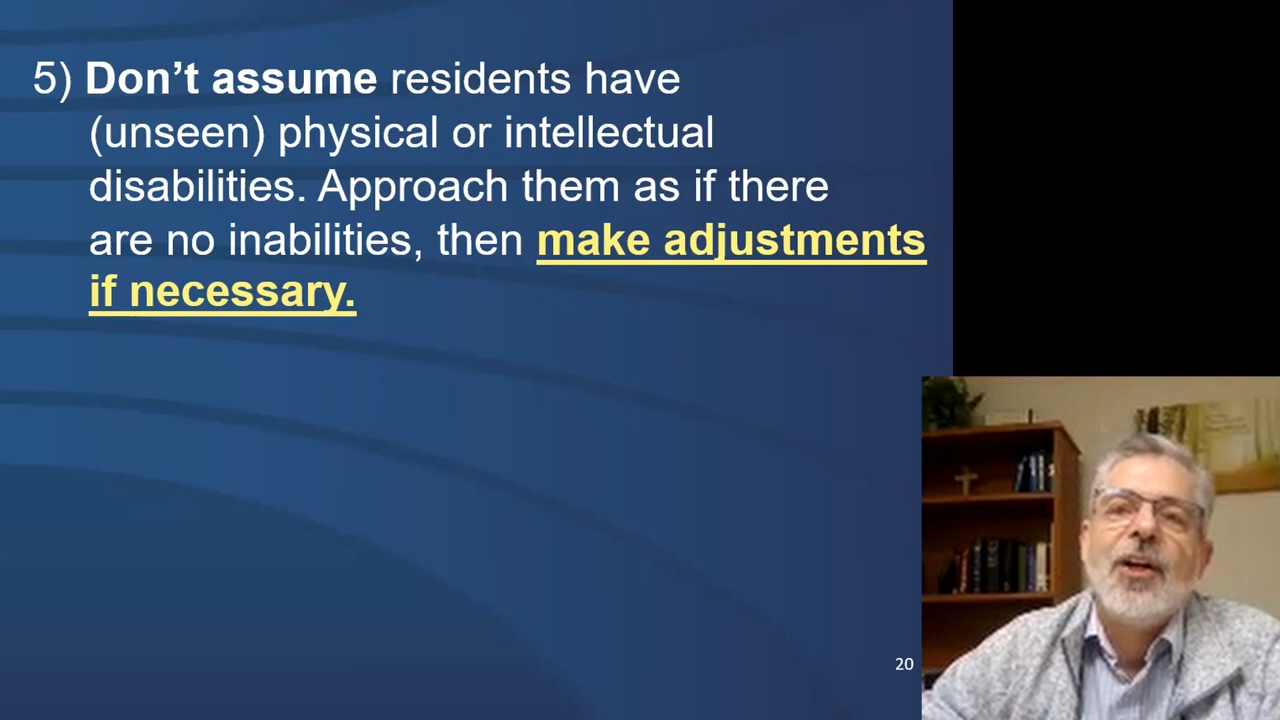 5) Don’t assume residents have
(unseen) physical or intellectual
disabilities. Approach them as if there
are no inabilities, then make adjustments
if necessary.
20